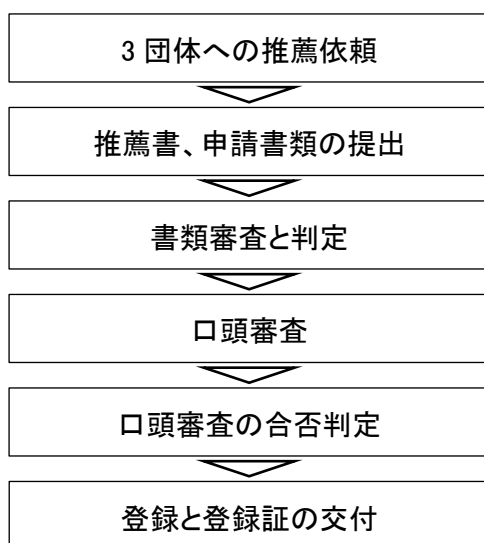 3 団体への推薦依頼
推薦書、申請書類の提出
書類審査と判定
口頭審査
口頭審査の合否判定
登録と登録証の交付